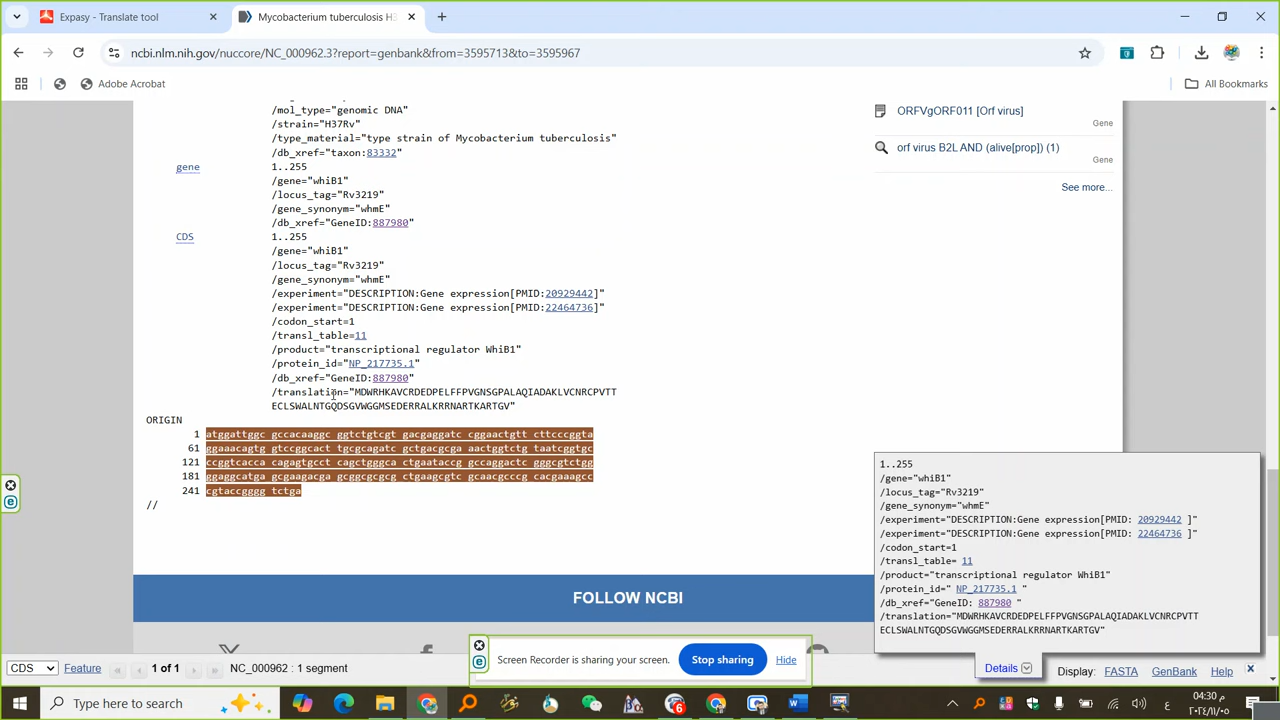 Expasy - Translate tool
Mycobacterium tuberculosis H3
ncbi.nlm.nih.gov/nuccore/NC_000962.3?report=genbank&from=3595713&to=3595967
Adobe Acrobat
All Bookmarks
/mol_type="genomic DNA"
/strain="H37Rv"
/type_material="type strain of Mycobacterium tuberculosis"
/db_xref="taxon:83332"
gene 1..255
/gene="whiB1"
/locus_tag="Rv3219"
/gene_synonym="whmE"
/db_xref="GeneID:887980"
CDS 1..255
/gene="whiB1"
/locus_tag="Rv3219"
/gene_synonym="whmE"
/experiment="DESCRIPTION:Gene expression[PMID:20929442]"
/experiment="DESCRIPTION:Gene expression[PMID:22464736]"
/codon_start=1
/transl_table=11
/product="transcriptional regulator WhiB1"
/protein_id="NP_217735.1"
/db_xref="GeneID:887980"
/translation="MDWRHKAVCRDEDPELFFPVGNSGPALAQIADAKLVCNRCPVTT
ECLSWALNTGQDSGVWGGMSEDERRALKRRNARTKARTGV"
ORIGIN
1 atggattggc gccacaaggc ggtctgtcgt gacgaggatc cggaactgtt cttcccggta
61 ggaaacagtg gtccggcact tgcgcagatc gctgacgcga aactggtctg taatcggtgc
121 ccggtcacca cagagtgcct cagctgggca ctgaataccg gccaggactc gggcgtctgg
181 ggaggcatga gcgaagacga gcggcgcgcg ctgaagcgtc gcaacgcccg cacgaaagcc
241 cgtaccgggg tctga
//
ORFVgORF011 [Orf virus]
Gene
orf virus B2L AND (alive[prop]) (1)
Gene
See more...
1..255
/gene="whiB1"
/locus_tag="Rv3219"
/gene_synonym="whmE"
/experiment="DESCRIPTION:Gene expression[PMID: 20929442 ]"
/experiment="DESCRIPTION:Gene expression[PMID: 22464736 ]"
/codon_start=1
/transl_table= 11
/product="transcriptional regulator WhiB1"
/protein_id=" NP_217735.1 "
/db_xref="GeneID: 887980 "
/translation="MDWRHKAVCRDEDPELFFPVGNSGPALAQIADAKLVCNRCPVTT
ECLSWALNTGQDSGVWGGMSEDERRALKRRNARTKARTGV"
FOLLOW NCBI
Screen Recorder is sharing your screen.
Stop sharing
Hide
CDS
Feature
1 of 1
NC_000962 : 1 segment
Details
Display: FASTA GenBank Help
Type here to search
6
٠٤:٣٠ م